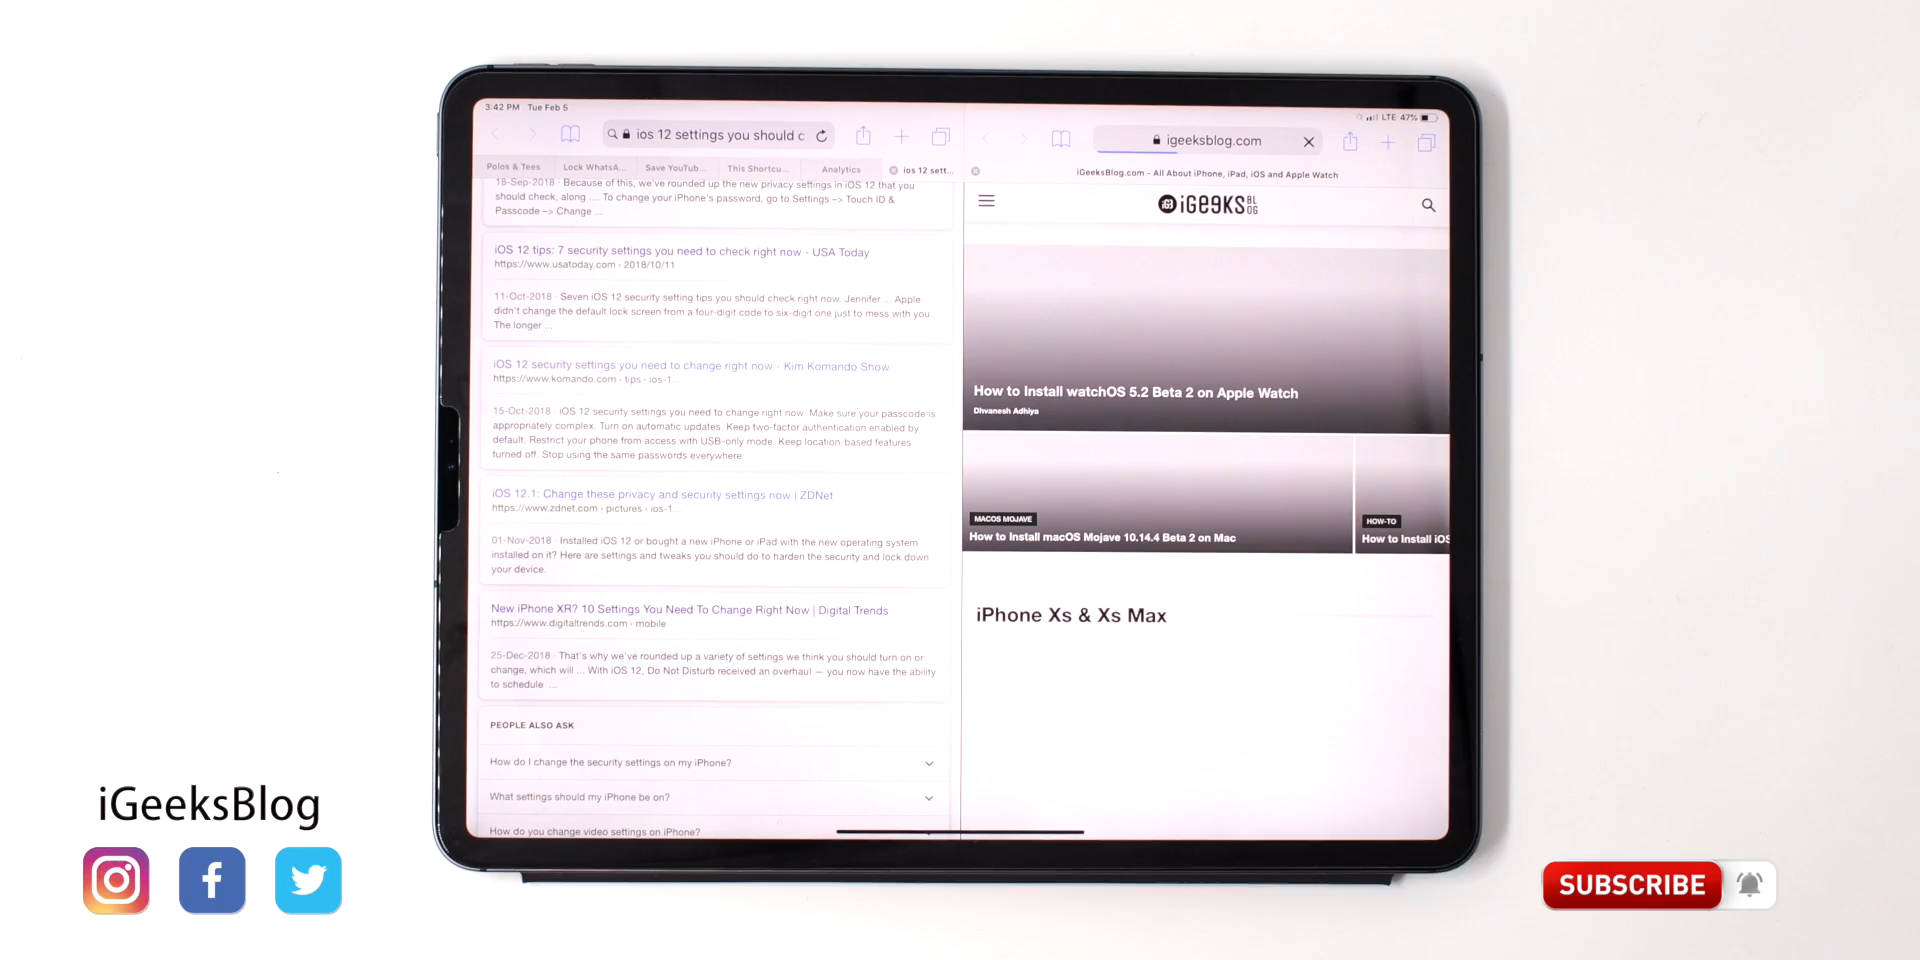 3:42 PM Tue Feb 5
LTE 47%
ios 12 settings you should c
igeeksblog.com
Polos & Tees
Lock WhatsA...
Save YouTub...
This Shortcu...
Analytics
ios 12 sett...
iGeeksBlog.com - All About iPhone, iPad, iOS and Apple Watch
18-Sep-2018 · Because of this, we've rounded up the new privacy settings in iOS 12 that you
should check, along .... To change your iPhone's password, go to Settings –> Touch ID &
Passcode –> Change ...
iOS 12 tips: 7 security settings you need to check right now - USA Today
https://www.usatoday.com › 2018/10/11
11-Oct-2018 · Seven iOS 12 security setting tips you should check right now. Jennifer ... Apple
didn't change the default lock screen from a four-digit code to six-digit one just to mess with you.
The longer ...
iOS 12 security settings you need to change right now - Kim Komando Show
https://www.komando.com › tips › ios-1...
15-Oct-2018 · iOS 12 security settings you need to change right now. Make sure your passcode is
appropriately complex. Turn on automatic updates. Keep two-factor authentication enabled by
default. Restrict your phone from access with USB-only mode. Keep location-based features
turned off. Stop using the same passwords everywhere.
iOS 12.1: Change these privacy and security settings now | ZDNet
https://www.zdnet.com › pictures › ios-1...
01-Nov-2018 · Installed iOS 12 or bought a new iPhone or iPad with the new operating system
installed on it? Here are settings and tweaks you should do to harden the security and lock down
your device.
New iPhone XR? 10 Settings You Need To Change Right Now | Digital Trends
https://www.digitaltrends.com › mobile
25-Dec-2018 · That's why we've rounded up a variety of settings we think you should turn on or
change, which will ... With iOS 12, Do Not Disturb received an overhaul — you now have the ability
to schedule ...
PEOPLE ALSO ASK
How do I change the security settings on my iPhone?
What settings should my iPhone be on?
How do you change video settings on iPhone?
iGB iGeeKS BLOG
How to Install watchOS 5.2 Beta 2 on Apple Watch
Dhvanesh Adhiya
MACOS MOJAVE
How to Install macOS Mojave 10.14.4 Beta 2 on Mac
HOW-TO
How to Install iOS
iPhone Xs & Xs Max
iGeeksBlog
SUBSCRIBE